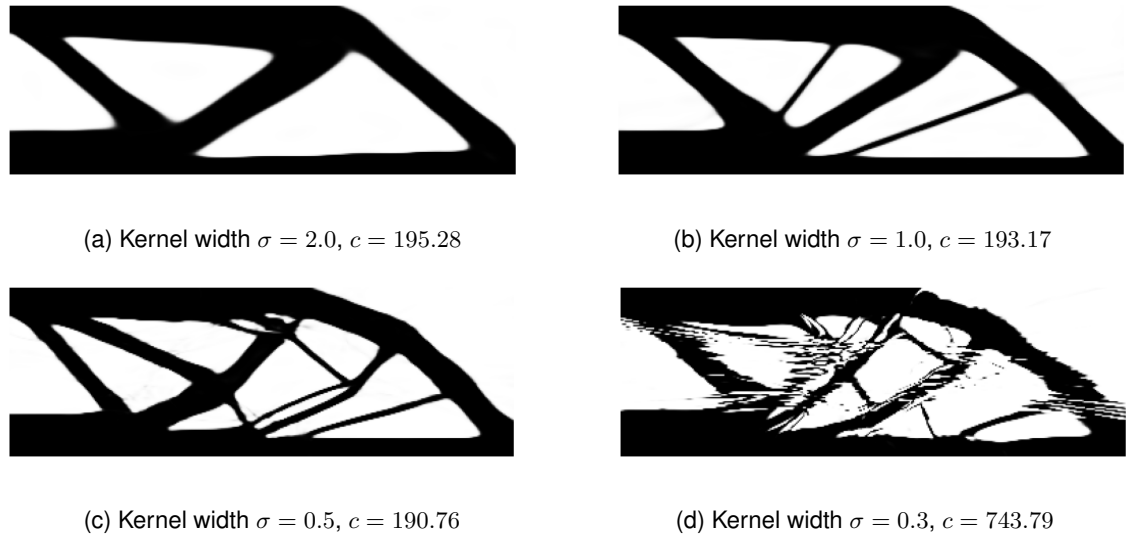 (a) Kernel width σ = 2.0, c = 195.28
(b) Kernel width σ = 1.0, c = 193.17
(c) Kernel width σ = 0.5, c = 190.76
(d) Kernel width σ = 0.3, c = 743.79